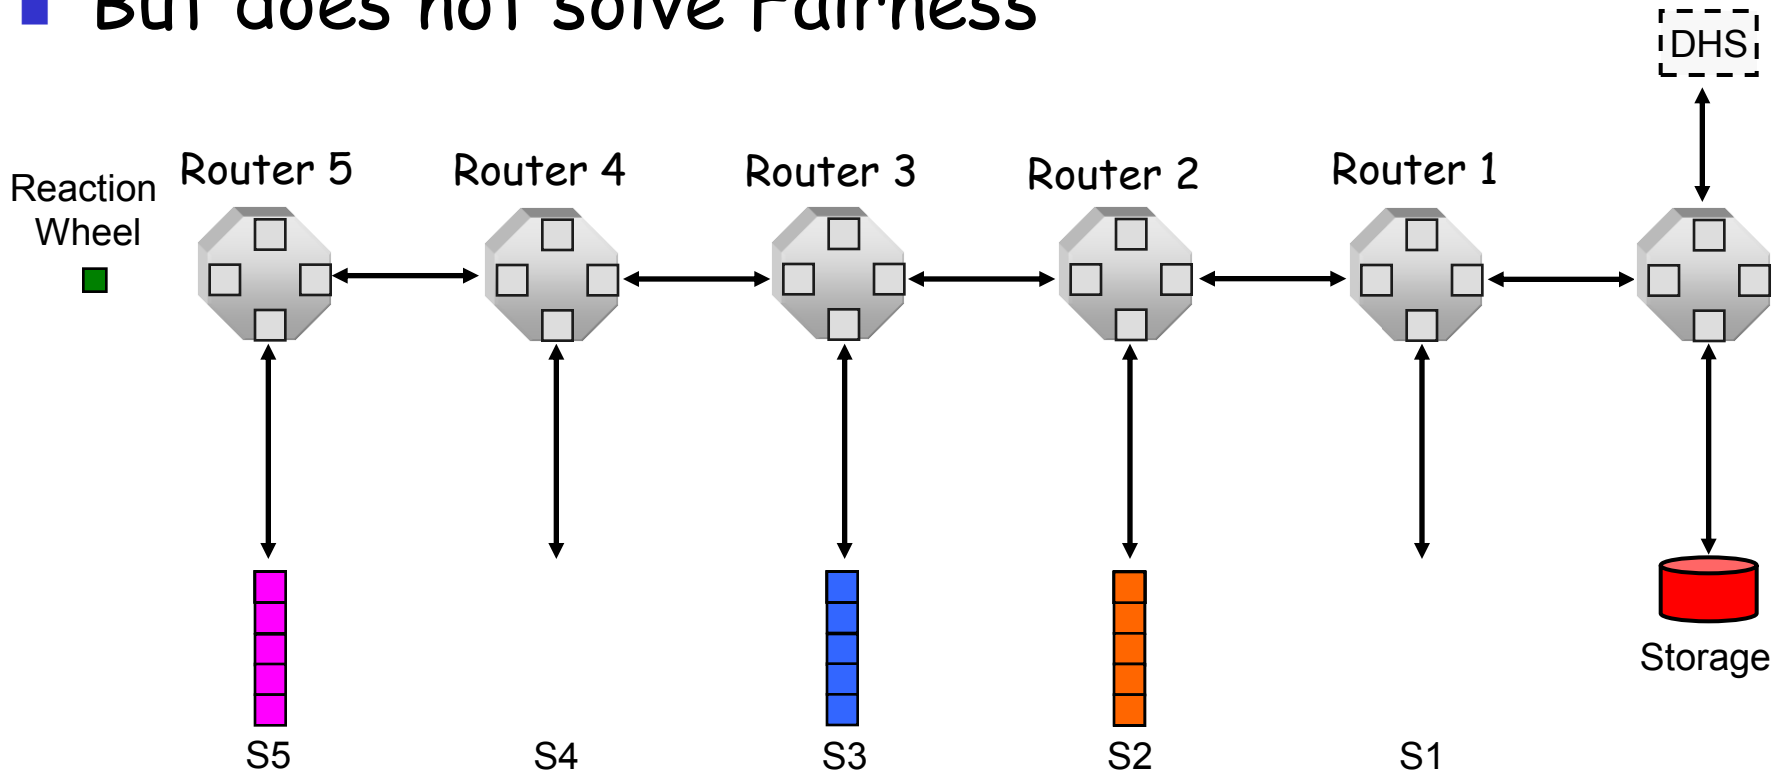 But does not solve Fairness
DHS
Reaction
Wheel
Router 5
Router 4
Router 3
Router 2
Router 1
Storage
S5
S4
S3
S2
S1